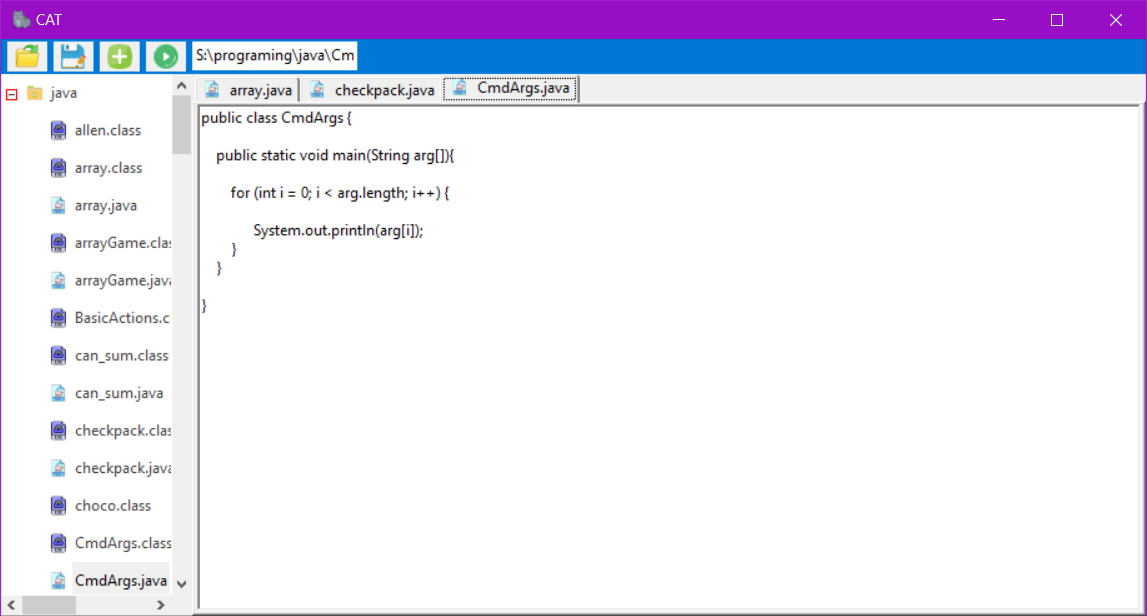 CAT
S:\programing\java\Cm
java
allen.class
array.class
array.java
arrayGame.clas
arrayGame.java
BasicActions.c
can_sum.class
can_sum.java
checkpack.clas
checkpack.java
choco.class
CmdArgs.class
CmdArgs.java
array.java checkpack.java CmdArgs.java
public class CmdArgs {
public static void main(String arg[]){
for (int i = 0; i < arg.length; i++) {
System.out.println(arg[i]);
}
}
}